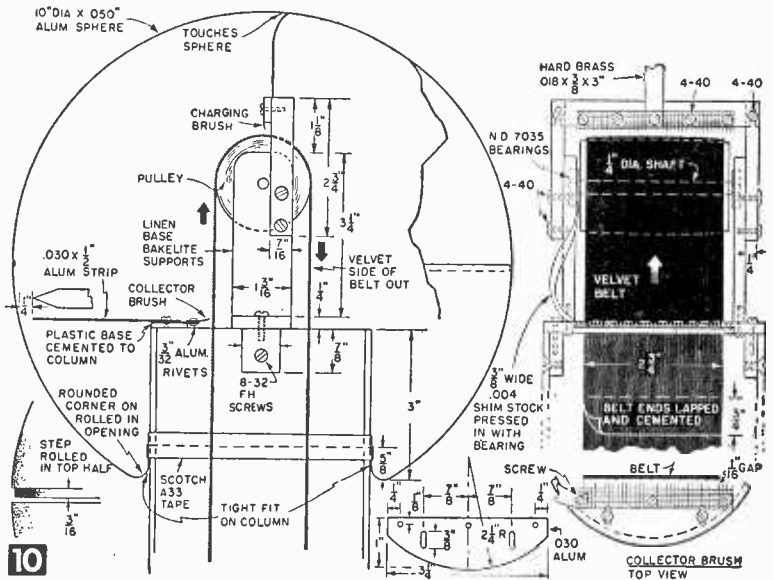 10" DIA X .050"
ALUM SPHERE
TOUCHES
SPHERE
CHARGING
BRUSH
1 1/8"
2 3/4"
3 1/4"
PULLEY
LINEN
BASE
BAKELITE
SUPPORTS
7/16"
1 3/16"
1/4"
VELVET
SIDE OF
BELT OUT
.030 X 1/2"
ALUM STRIP
1/4"
COLLECTOR
BRUSH
PLASTIC BASE
CEMENTED TO
COLUMN
3/32"
ALUM.
RIVETS
7/8"
8-32
FH
SCREWS
3"
ROUNDED
CORNER ON
ROLLED IN
OPENING
STEP
ROLLED
IN TOP HALF
3/16"
SCOTCH
A33
TAPE
TIGHT FIT
ON COLUMN
3/8"
10
HARD BRASS
.018 X 3/8 X 3"
4-40
4-40
N.D. 7035
BEARINGS
1/4" DIA. SHAFT
4-40
1/4"
VELVET
BELT
3/8" WIDE
.004
SHIM STOCK
PRESSED
IN WITH
BEARING
2 3/4"
BELT ENDS LAPPED
AND CEMENTED
SCREW
BELT
1/16" GAP
1/4"
1/8"
7/8"
7/8"
1/4"
1"
3/8"
2 1/4" R
.030
ALUM
3 1/4"
COLLECTOR BRUSH
TOP VIEW